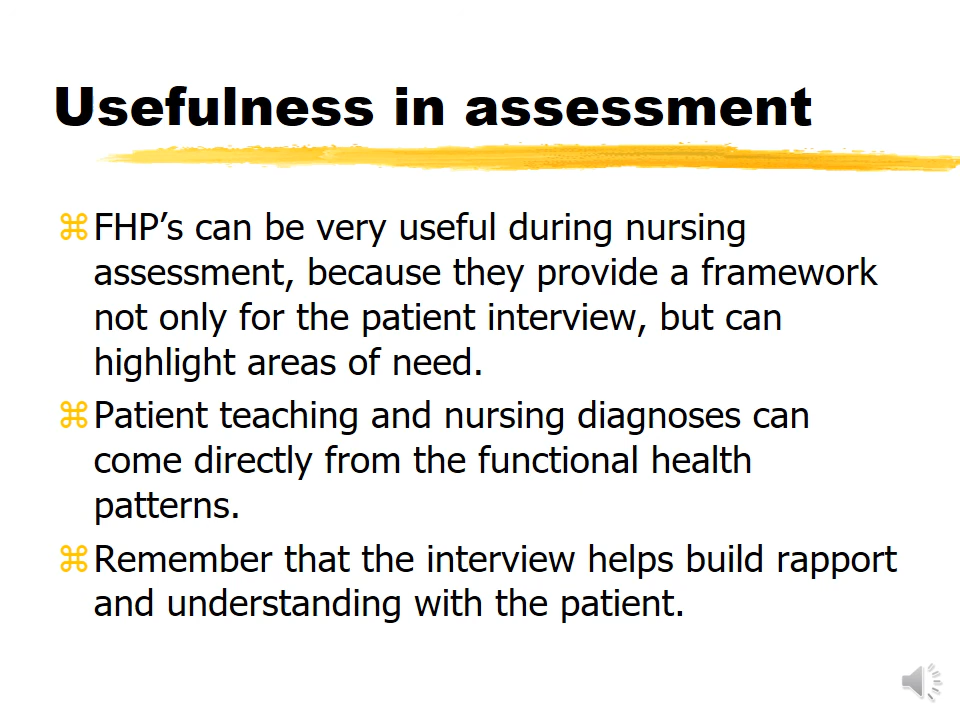 Usefulness in assessment
⌘FHP’s can be very useful during nursing
assessment, because they provide a framework
not only for the patient interview, but can
highlight areas of need.
⌘Patient teaching and nursing diagnoses can
come directly from the functional health
patterns.
⌘Remember that the interview helps build rapport
and understanding with the patient.